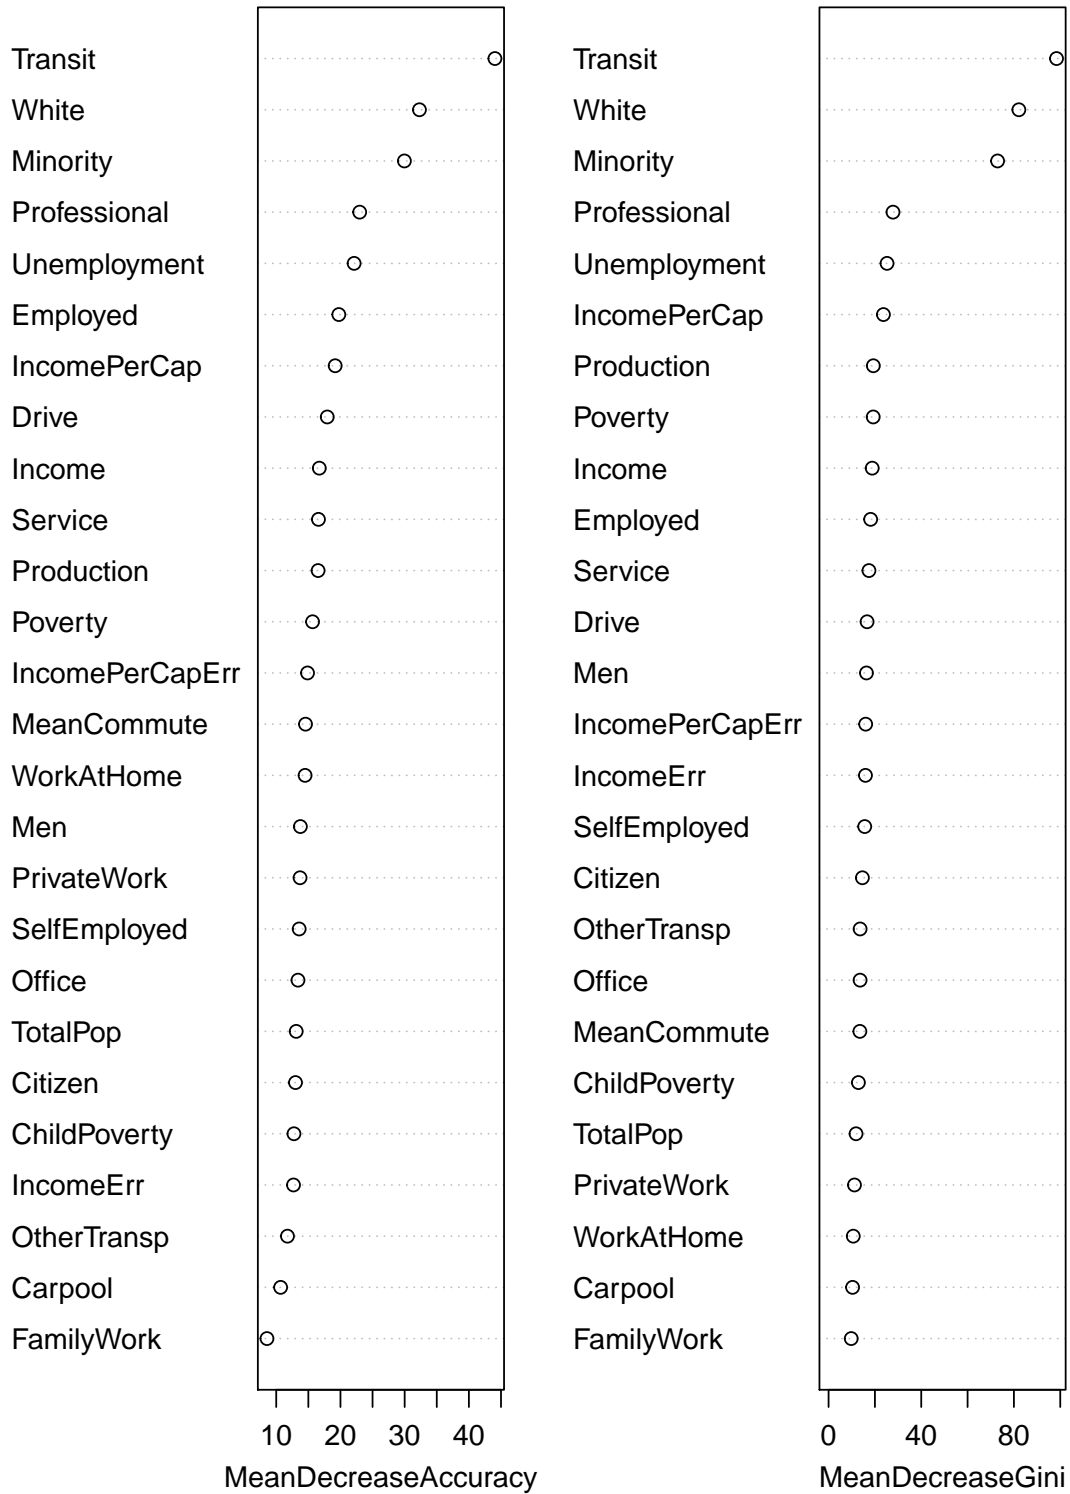 Transit
White
Minority
Professional
Unemployment
Employed
IncomePerCap
Drive
Income
Service
Production
Poverty
IncomePerCapErr
MeanCommute
WorkAtHome
Men
PrivateWork
SelfEmployed
Office
TotalPop
Citizen
ChildPoverty
IncomeErr
OtherTransp
Carpool
FamilyWork
10 20 30 40
MeanDecreaseAccuracy
Transit
White
Minority
Professional
Unemployment
IncomePerCap
Production
Poverty
Income
Employed
Service
Drive
Men
IncomePerCapErr
IncomeErr
SelfEmployed
Citizen
OtherTransp
Office
MeanCommute
ChildPoverty
TotalPop
PrivateWork
WorkAtHome
Carpool
FamilyWork
0 40 80
MeanDecreaseGini